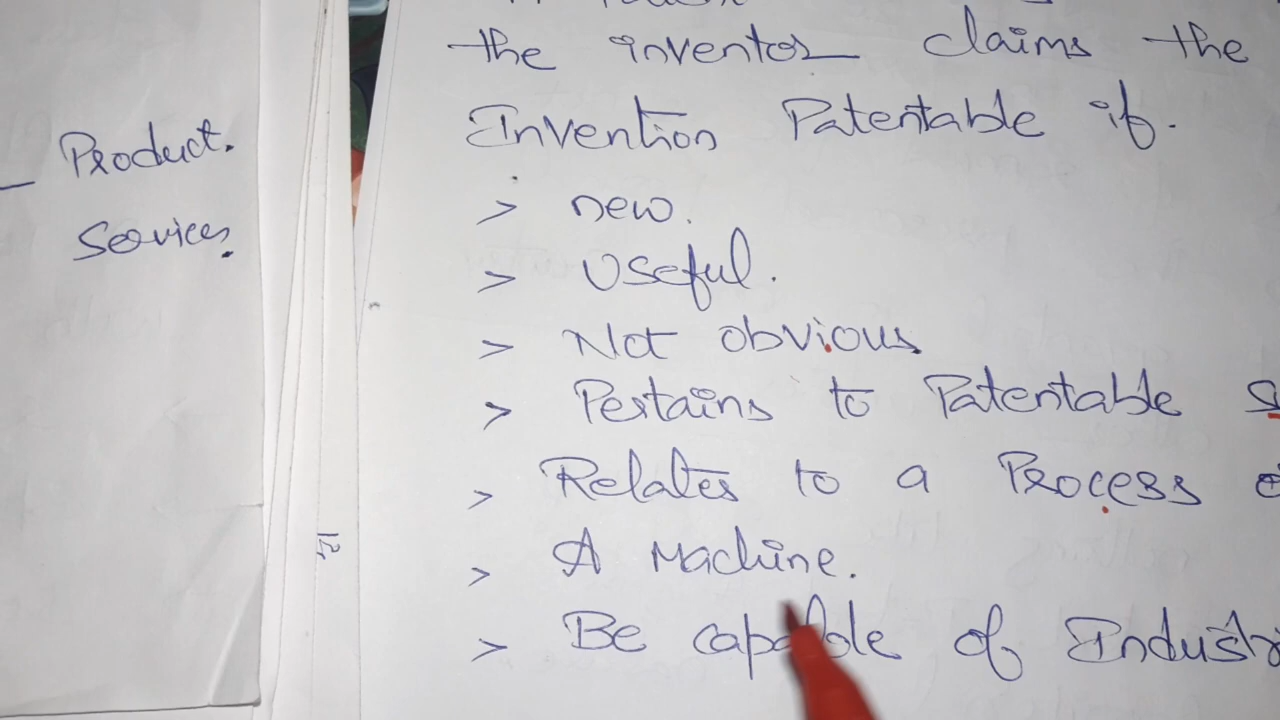 Product.
Services.
the inventor claims the
Invention Patentable if.
> new.
> Useful.
> Not obvious.
> Pertains to Patentable
> Relates to a Process
> A Machine.
> Be capable of
12